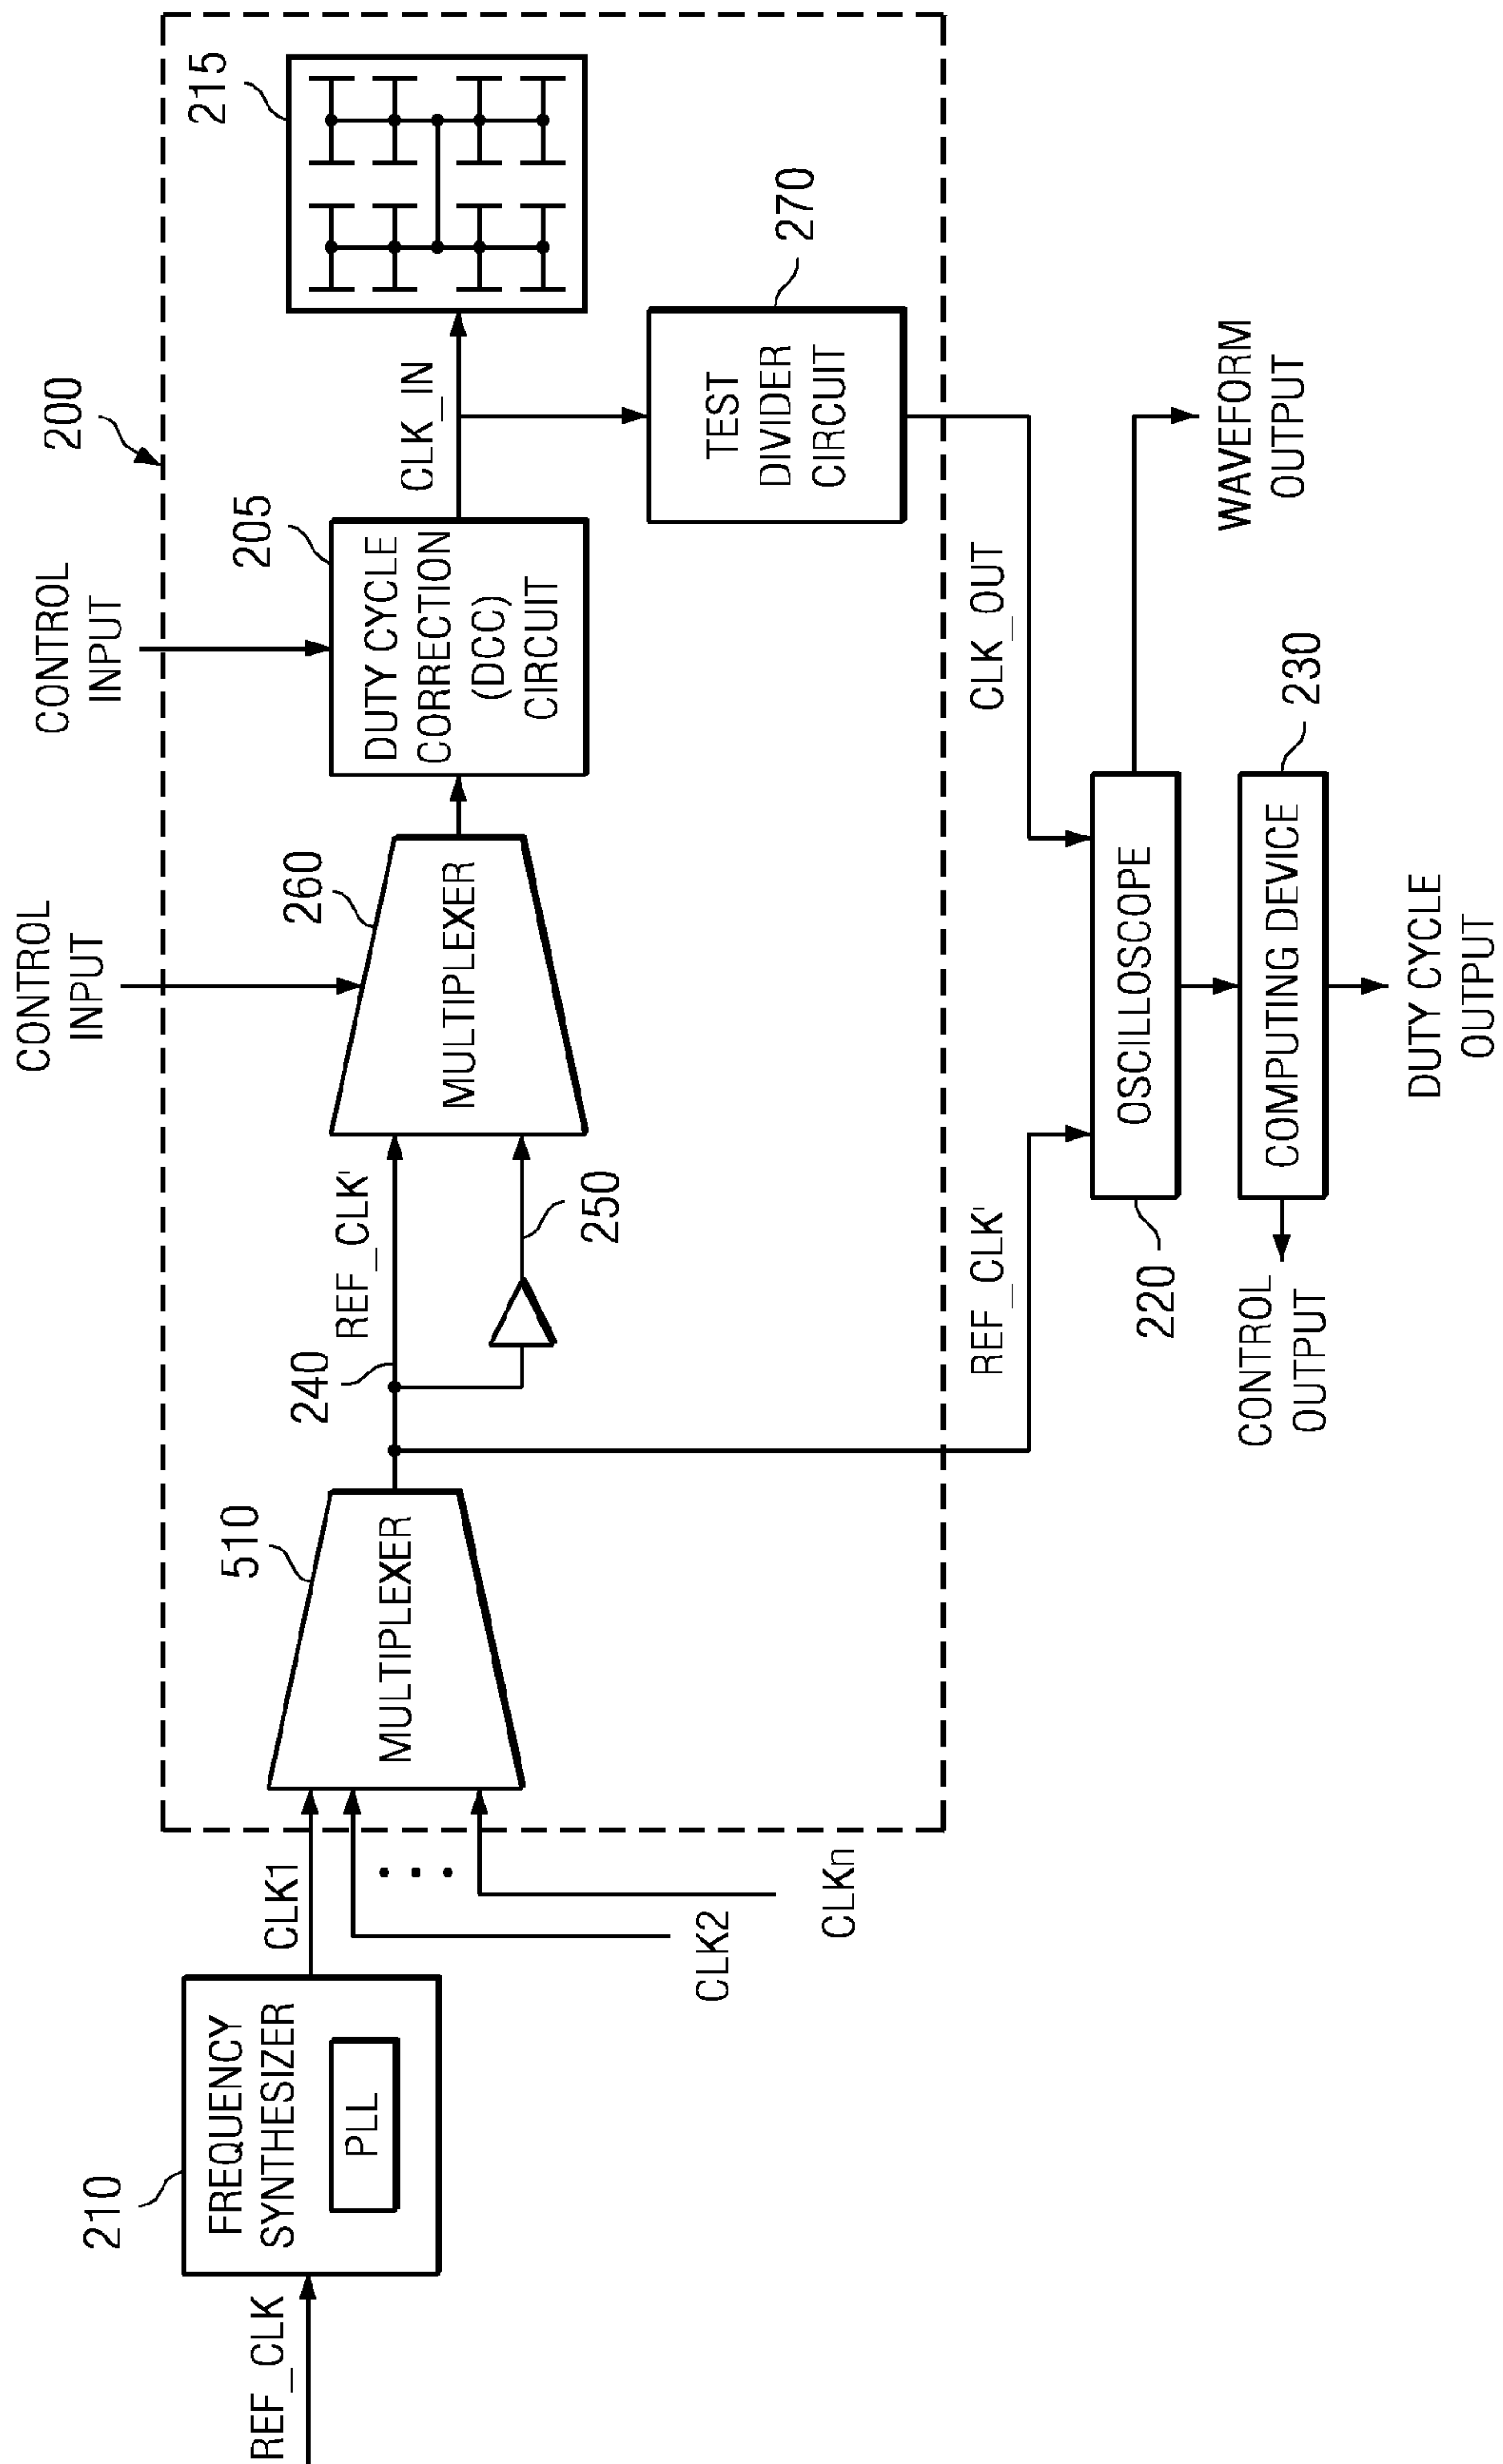 REF_CLK
210
FREQUENCY
SYNTHESIZER
PLL
CLK1
CLK2
CLKn
510
MULTIPLEXER
240
REF_CLK'
250
CONTROL
INPUT
260
MULTIPLEXER
CONTROL
INPUT
205
DUTY CYCLE
CORRECTION
(DCC)
CIRCUIT
200
CLK_IN
215
TEST
DIVIDER
CIRCUIT
270
REF_CLK'
CLK_OUT
220
OSCILLOSCOPE
WAVEFORM
OUTPUT
COMPUTING DEVICE
230
CONTROL
OUTPUT
DUTY CYCLE
OUTPUT